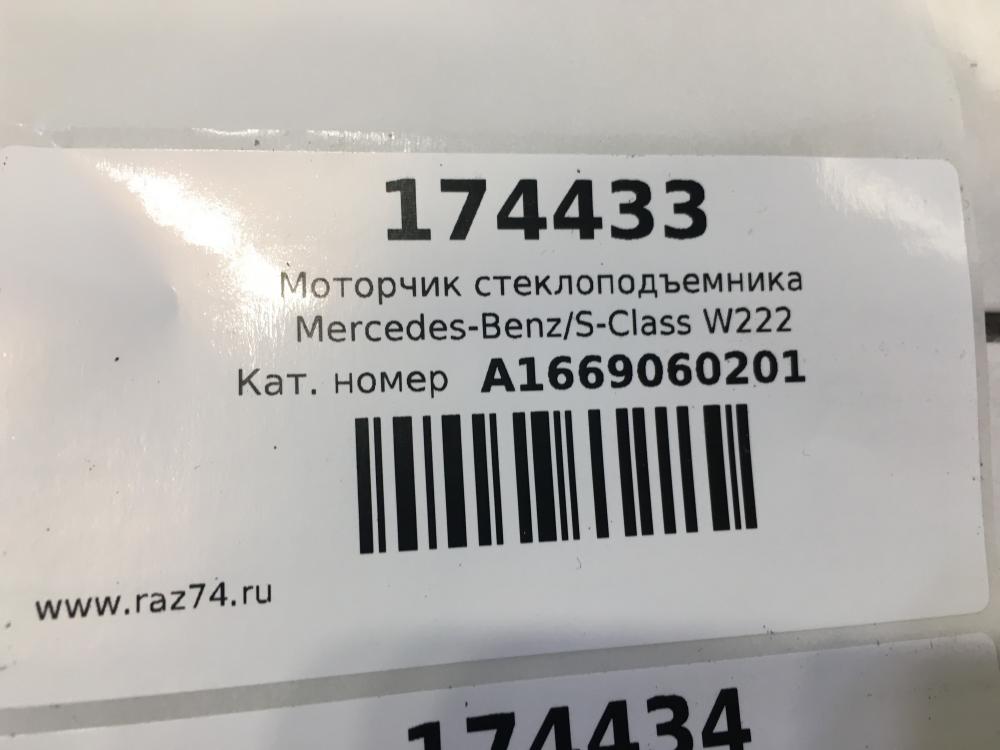 174433
Моторчик стеклоподъемника
Mercedes-Benz/S-Class W222
Кат. номер A1669060201
www.raz74.ru
174434